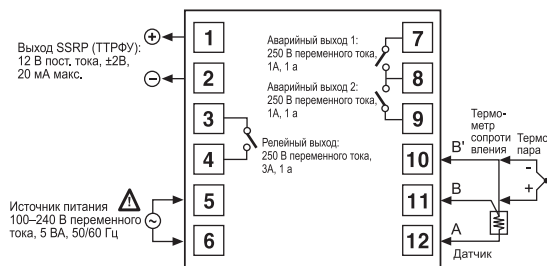 Выход SSRP (ТТРФУ):
12 В пост. тока, ±2В,
20 мА макс.
+
−
1
2
3
4
5
6
Источник питания
100–240 В переменного
тока, 5 ВА, 50/60 Гц
Аварийный выход 1:
250 В переменного тока,
1А, 1 а
Аварийный выход 2:
250 В переменного тока,
1А, 1 а
Релейный выход:
250 В переменного тока,
3А, 1 а
7
8
9
10
11
12
Термо-
метр
сопроти
вления
Термо
пара
B'
B
A
-
+
Датчик